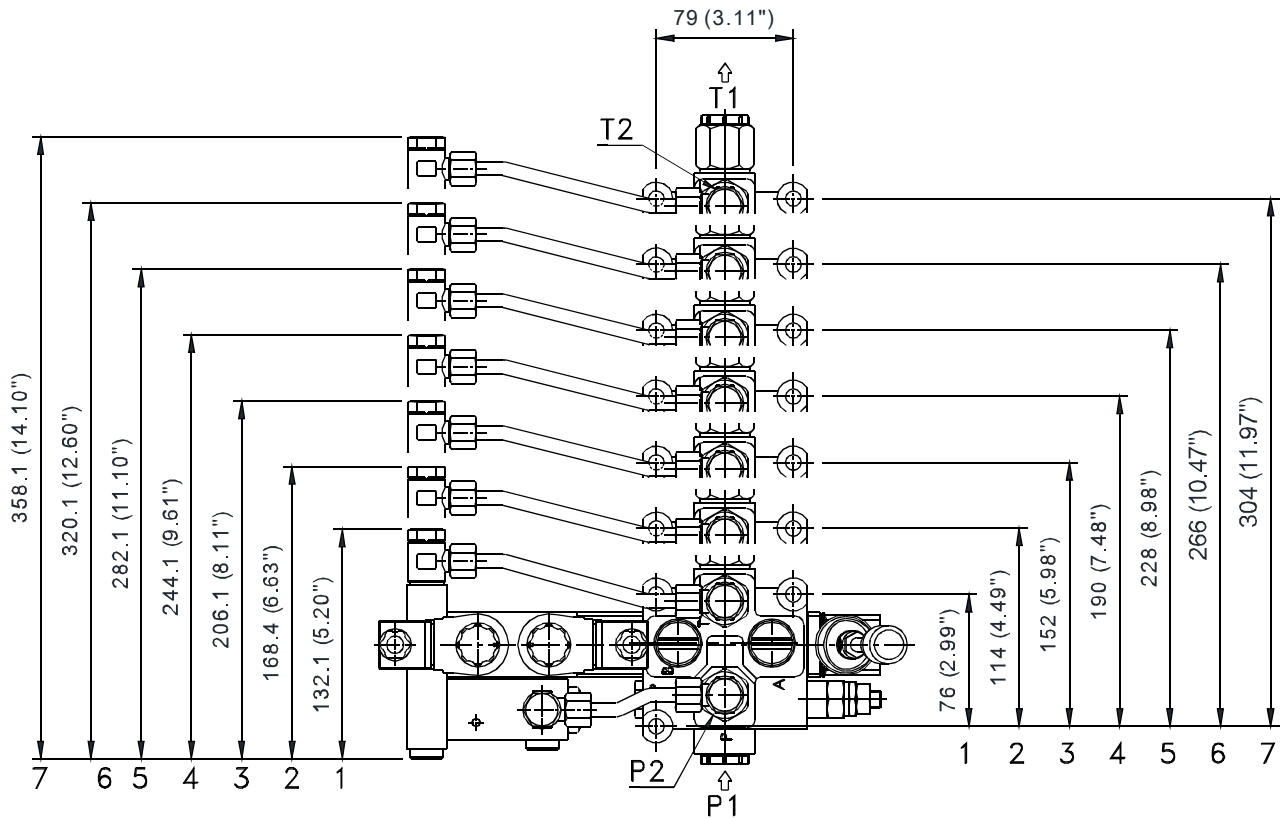 79 (3.11")
T1
T2
358.1 (14.10")
320.1 (12.60")
282.1 (11.10")
244.1 (9.61")
206.1 (8.11")
168.4 (6.63")
132.1 (5.20")
76 (2.99")
114 (4.49")
152 (5.98")
190 (7.48")
228 (8.98")
266 (10.47")
304 (11.97")
B
A
P
7 6 5 4 3 2 1
P2
P1
1 2 3 4 5 6 7